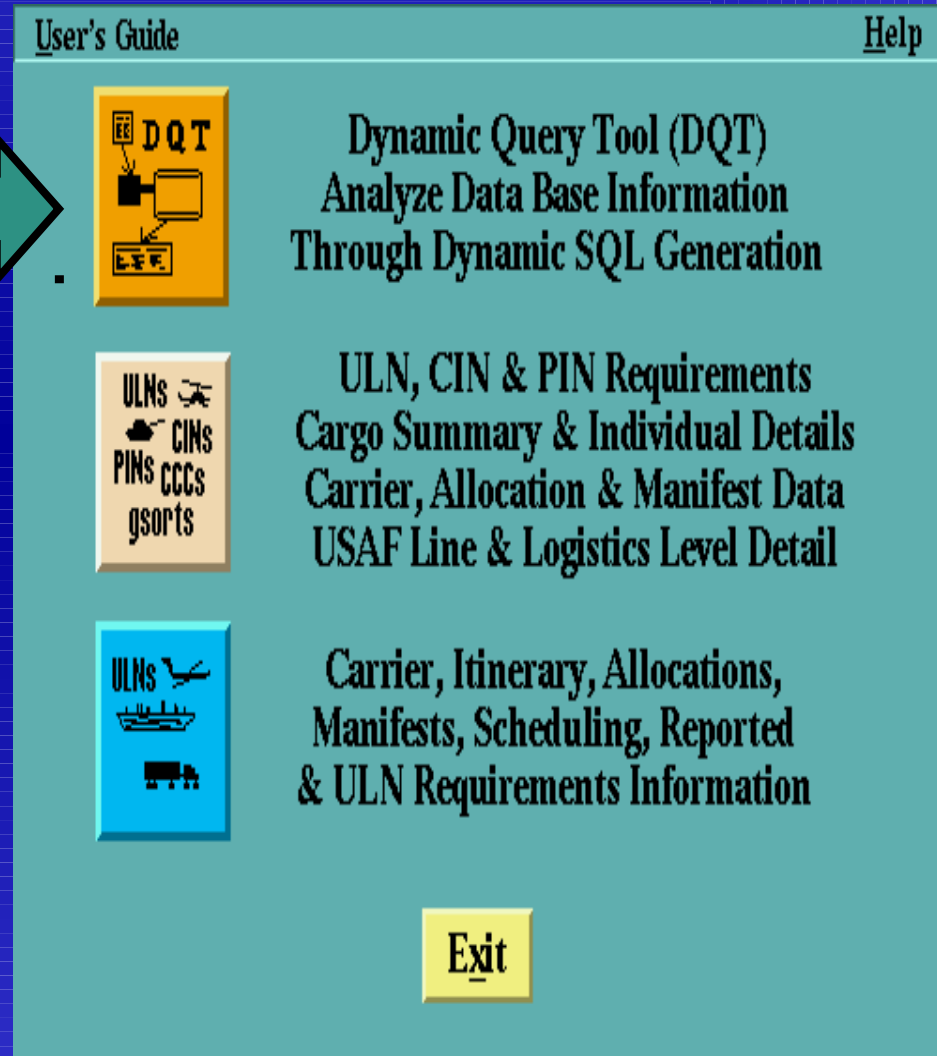 User's Guide
Help
D Q T
Dynamic Query Tool (DQT)
Analyze Data Base Information
Through Dynamic SQL Generation
.
ULNs
CINs
PINs CCCs
gsorts
ULN, CIN & PIN Requirements
Cargo Summary & Individual Details
Carrier, Allocation & Manifest Data
USAF Line & Logistics Level Detail
ULNs
Carrier, Itinerary, Allocations,
Manifests, Scheduling, Reported
& ULN Requirements Information
Exit